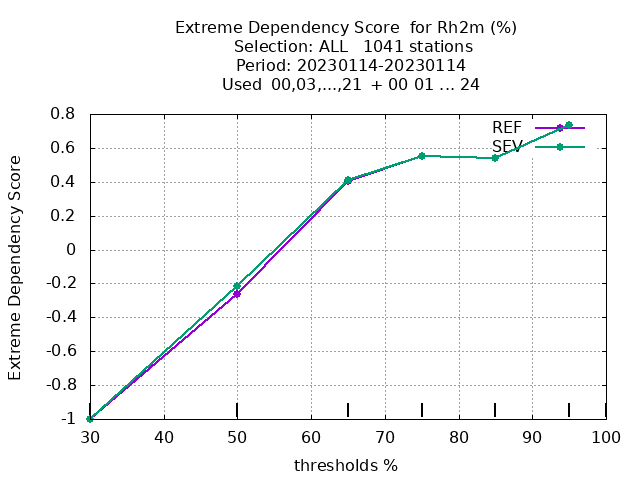 Extreme Dependency Score  for Rh2m (%)
Selection: ALL   1041 stations
Period: 20230114-20230114
Used  00,03,...,21  + 00 01 ... 24
Extreme Dependency Score
0.8
0.6
0.4
0.2
0
-0.2
-0.4
-0.6
-0.8
-1
REF
SEV
30 40 50 60 70 80 90 100
thresholds %